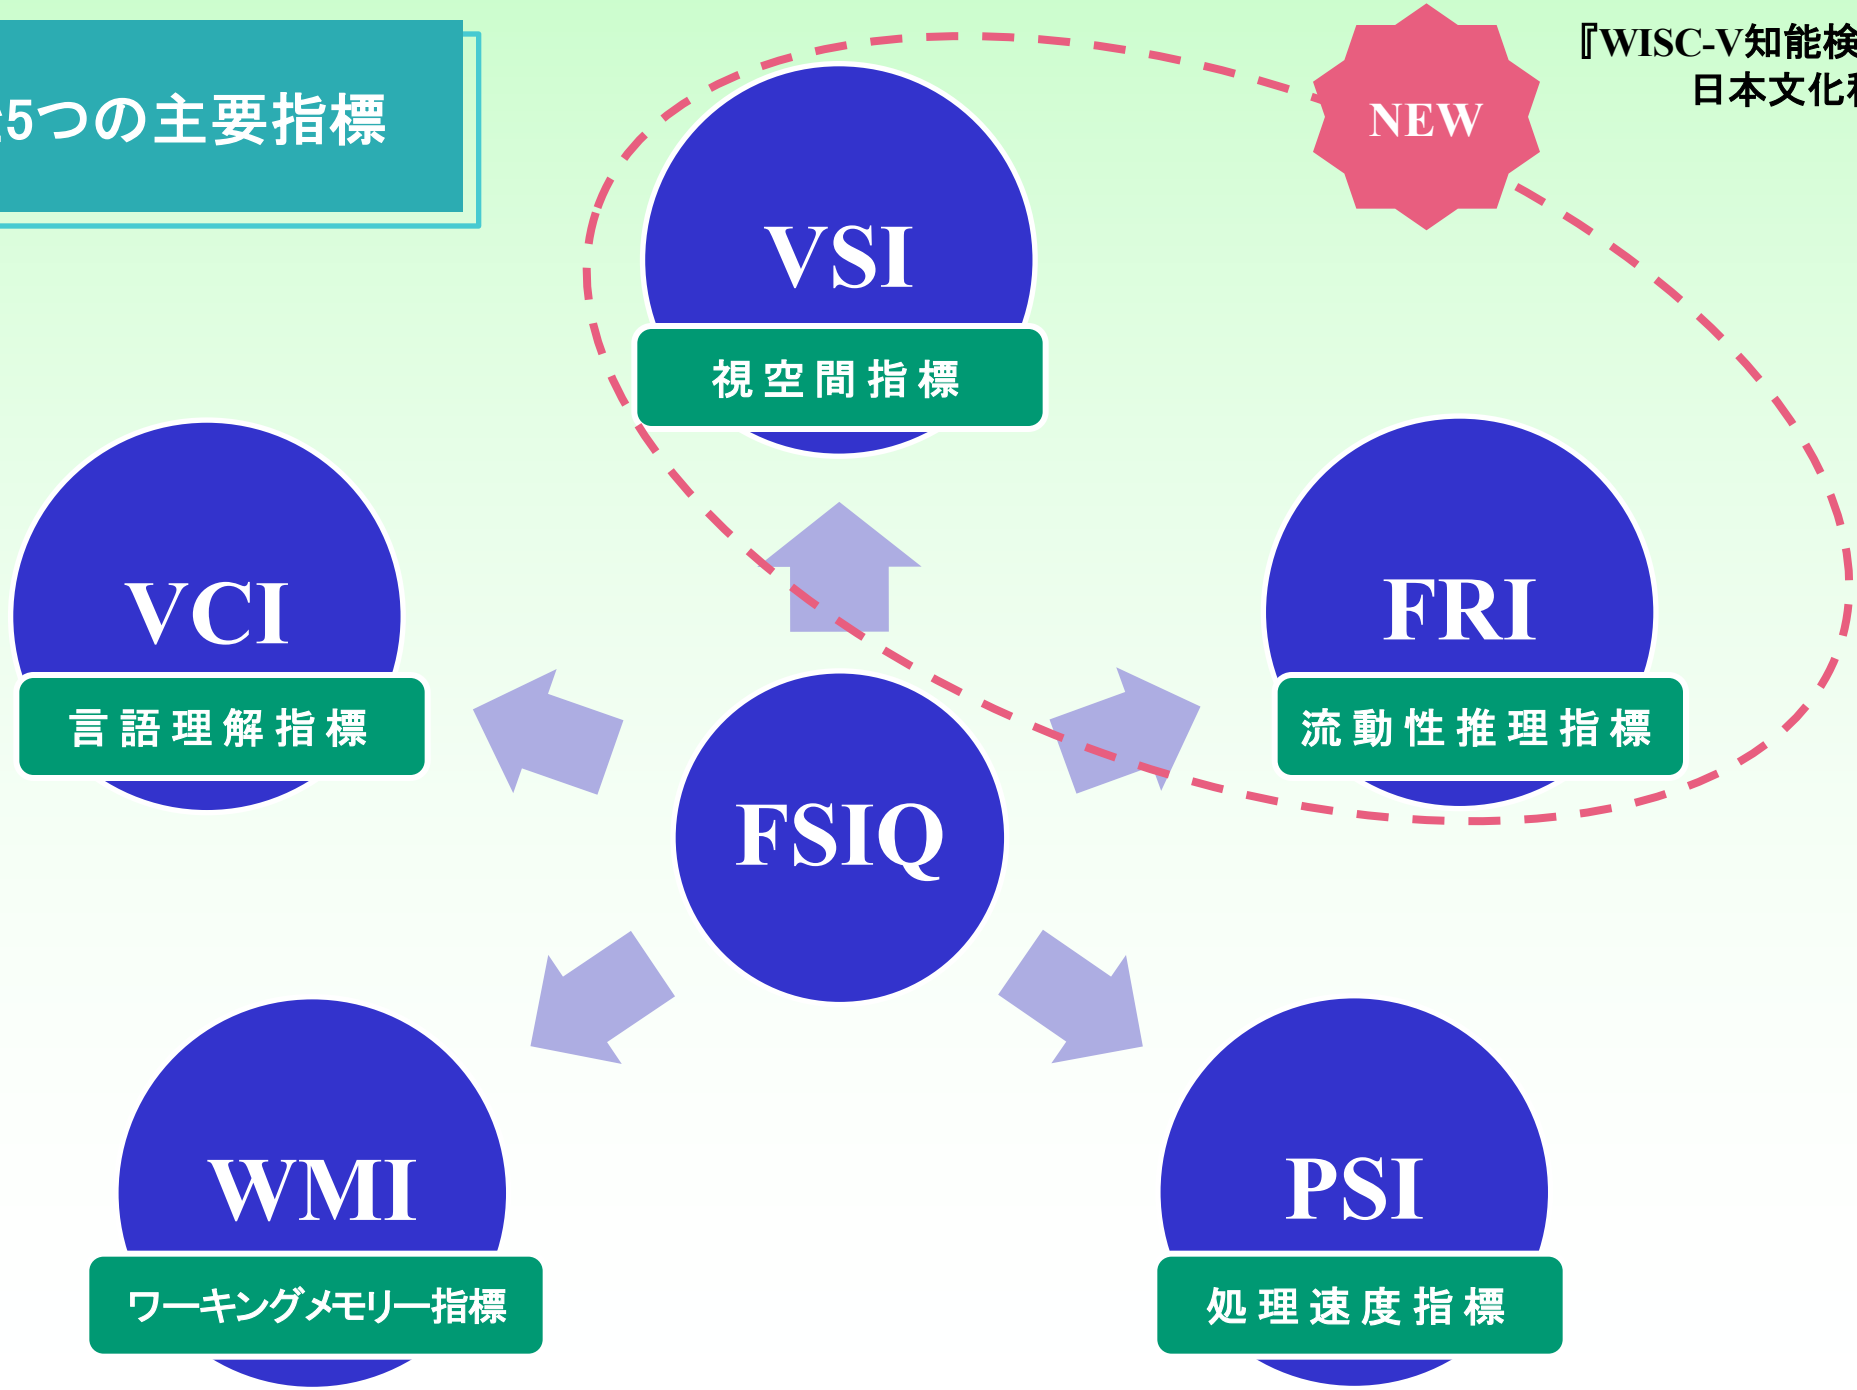 5つの主要指標
『WISC-V知能検
日本文化
NEW
VSI
視空間指標
VCI
言語理解指標
FRI
流動性推理指標
FSIQ
WMI
ワーキングメモリー指標
PSI
処理速度指標